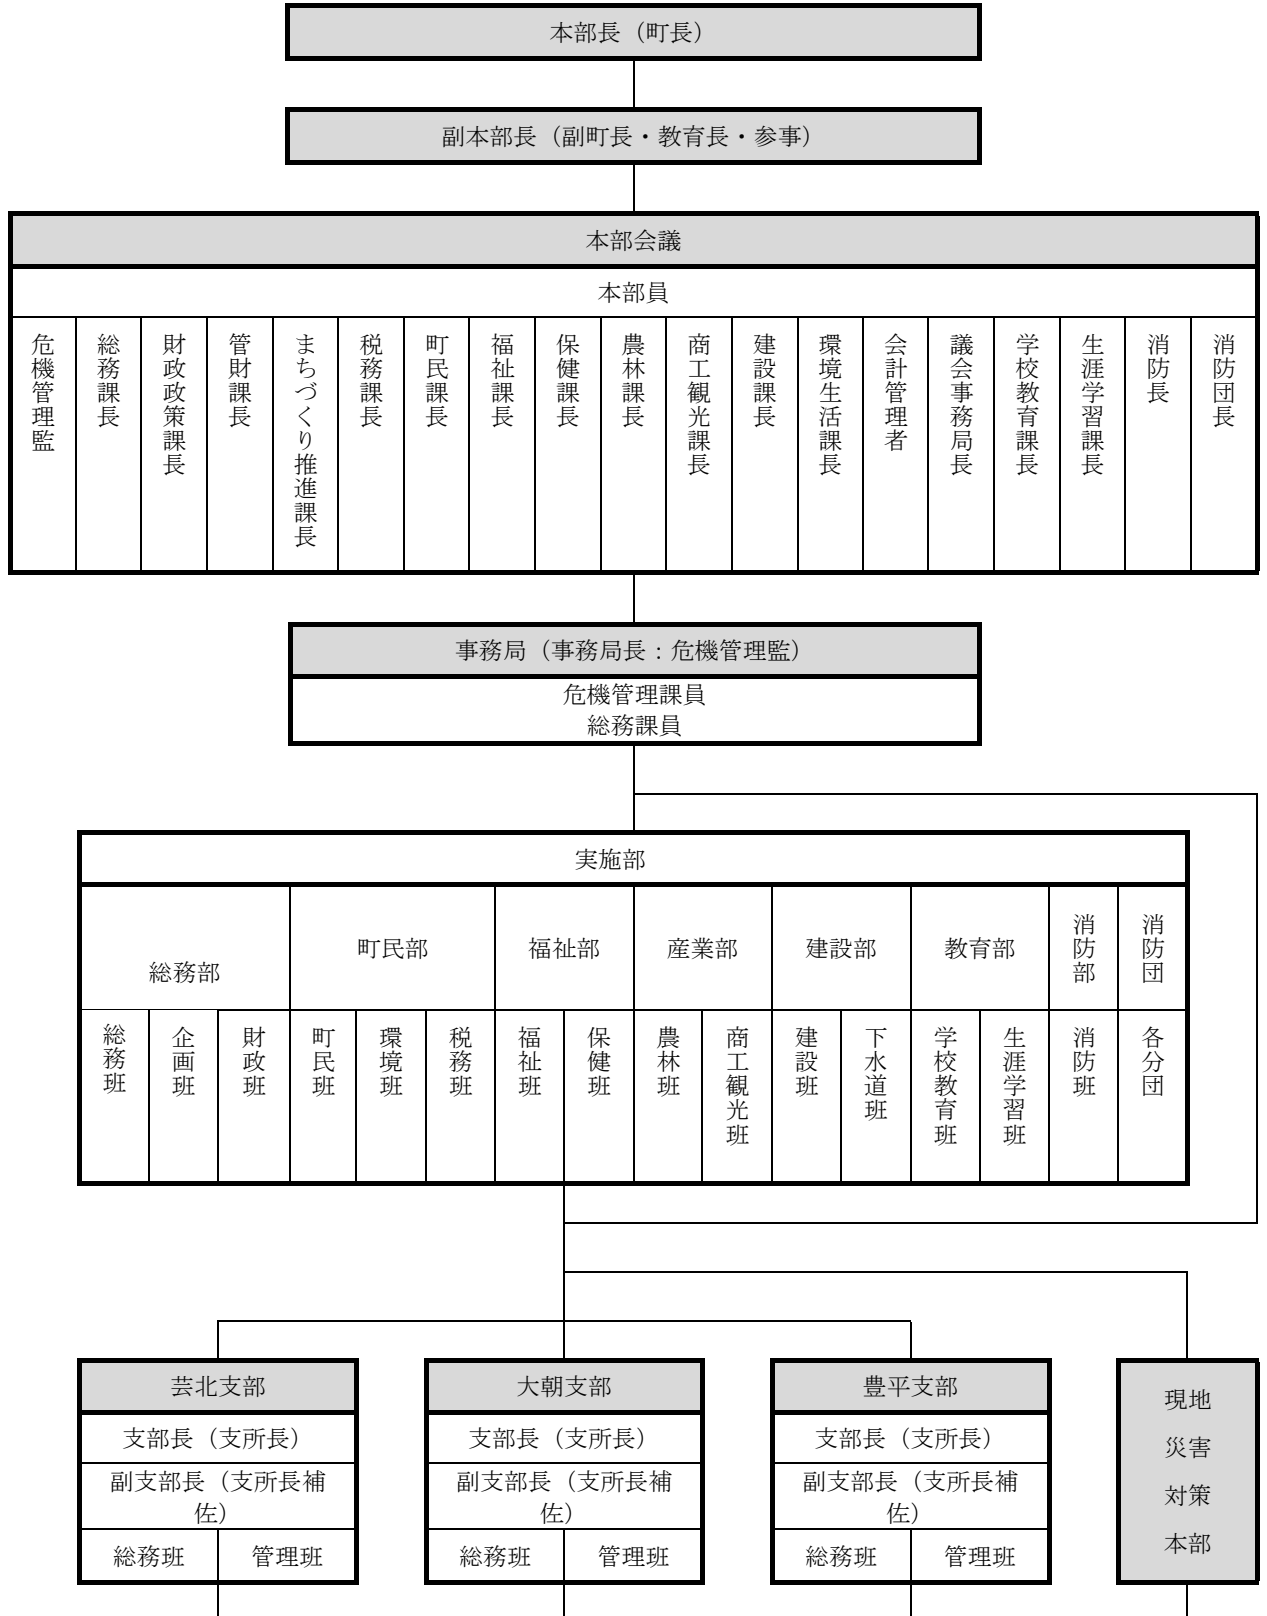 本部長（町長）
副本部長（副町長・教育長・参事）
本部会議
本部員
危機管理監
総務課長
財政政策課長
管財課長
まちづくり推進課長
税務課長
町民課長
福祉課長
保健課長
農林課長
商工観光課長
建設課長
環境生活課長
会計管理者
議会事務局長
学校教育課長
生涯学習課長
消防長
消防団長
事務局（事務局長：危機管理監）
危機管理課員
総務課員
実施部
総務部
町民部
福祉部
産業部
建設部
教育部
消防部
消防団
総務班
企画班
財政班
町民班
環境班
税務班
福祉班
保健班
農林班
商工観光班
建設班
下水道班
学校教育班
生涯学習班
消防班
各分団
芸北支部
支部長（支所長）
副支部長（支所長補
佐）
総務班
管理班
大朝支部
支部長（支所長）
副支部長（支所長補
佐）
総務班
管理班
豊平支部
支部長（支所長）
副支部長（支所長補
佐）
総務班
管理班
現地
災害
対策
本部